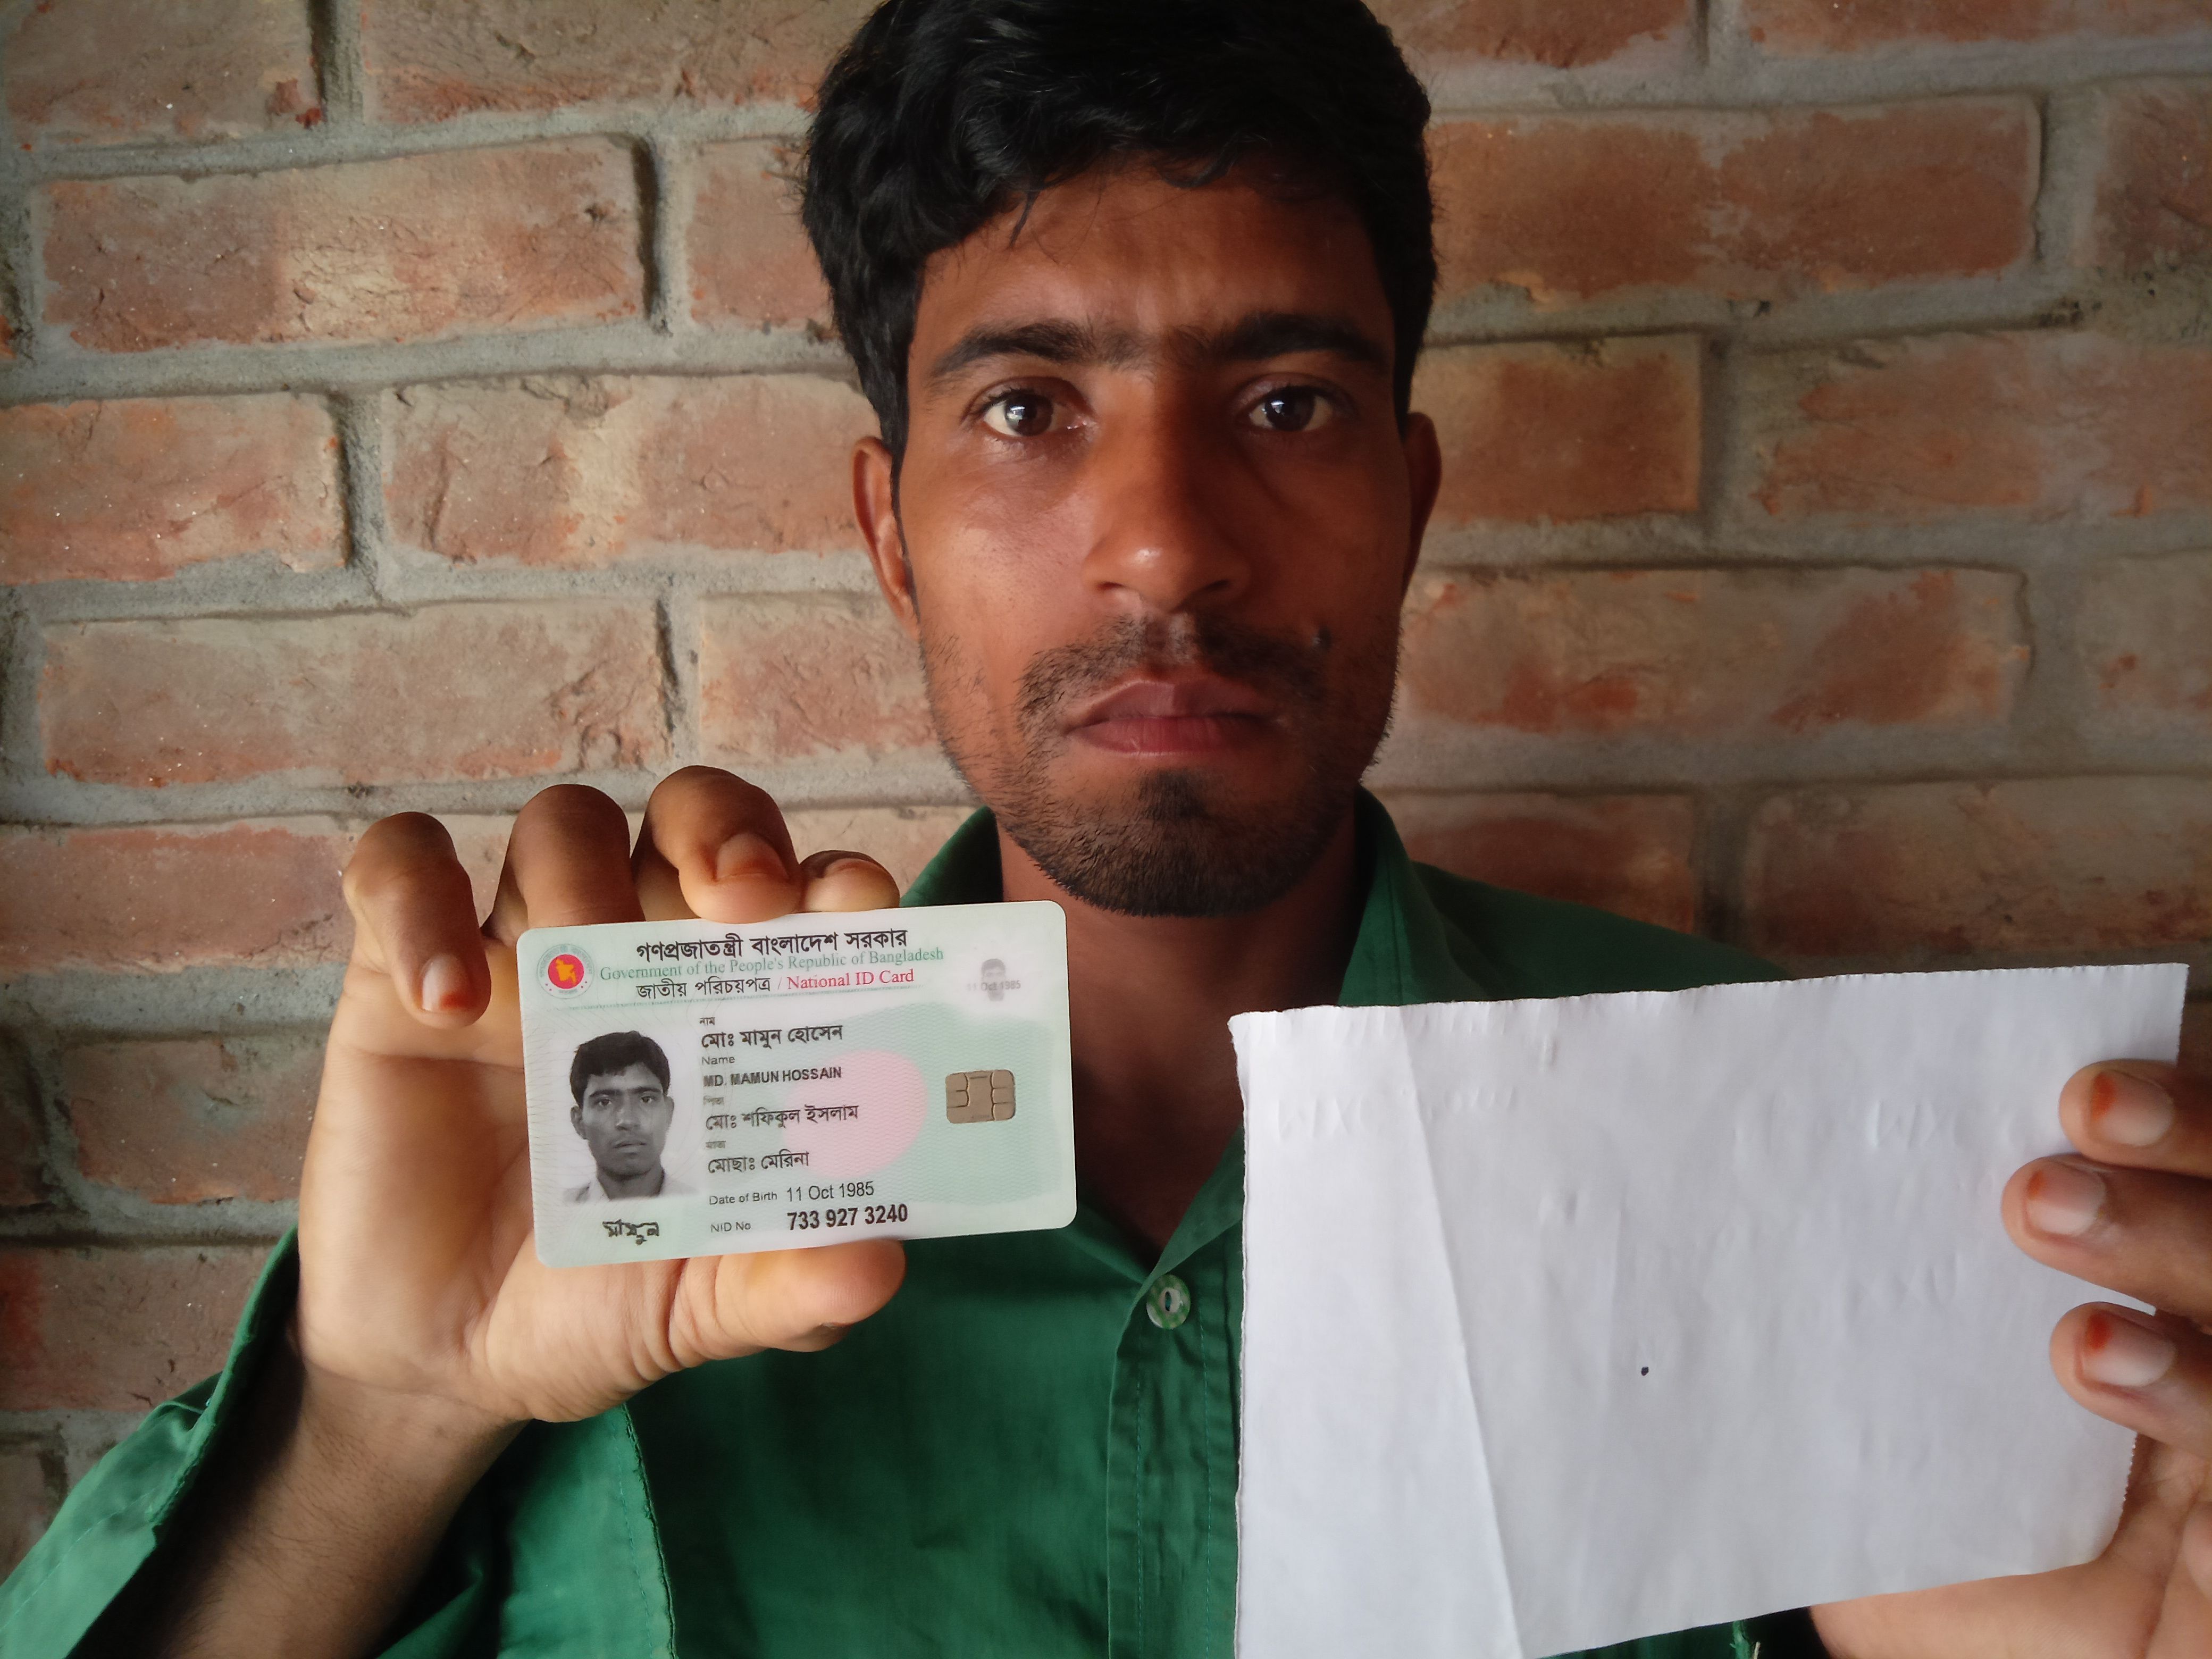 গণপ্রজাতন্ত্রী বাংলাদেশ সরকার
Government of the People's Republic of Bangladesh
জাতীয় পরিচয়পত্র / National ID Card
11 Oct 1985
নাম
মোঃ মামুন হোসেন
Name
MD. MAMUN HOSSAIN
পিতা
মোঃ শফিকুল ইসলাম
মাতা
মোছাঃ মেরিনা
Date of Birth 11 Oct 1985
NID No 733 927 3240
মামুন